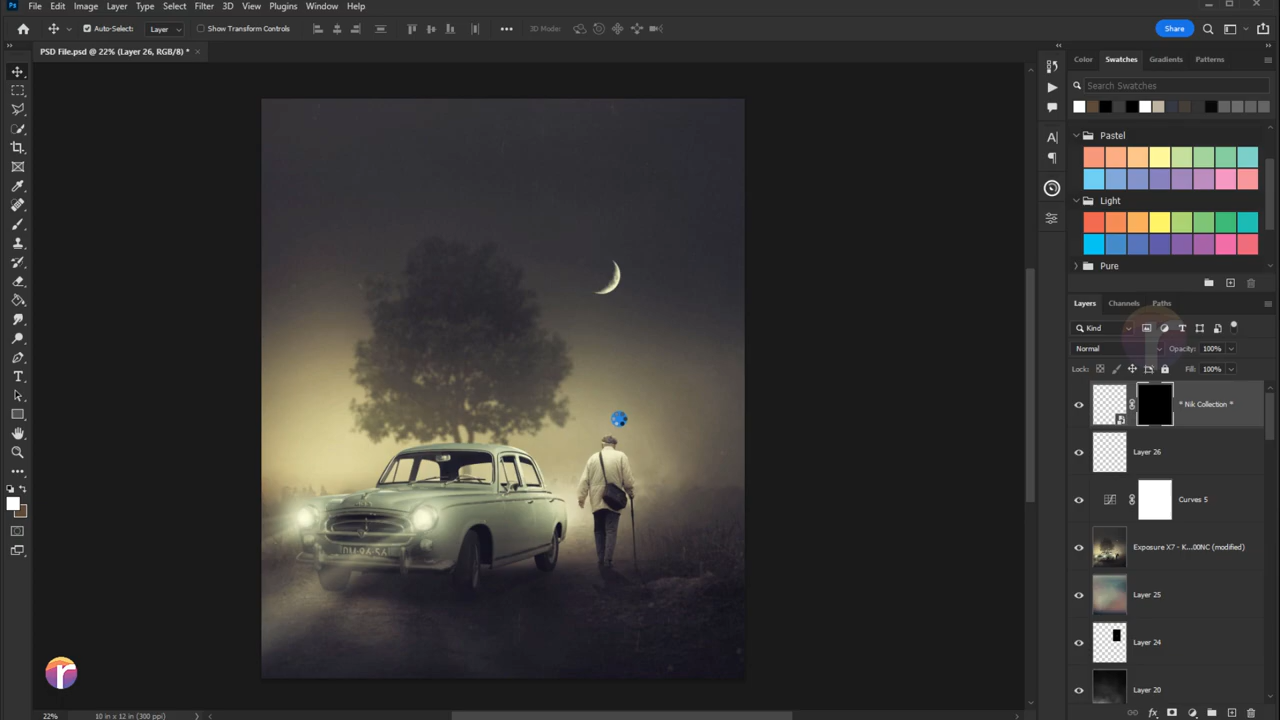 Ps File Edit Image Layer Type Select Filter 3D View Plugins Window Help
Auto-Select: Layer Show Transform Controls 3D Mode: Share
PSD File.psd @ 22% (Layer 26, RGB/8) * ×
Color Swatches Gradients Patterns
Search Swatches
Pastel
Light
Pure
Layers Channels Paths
Kind
Normal Opacity: 100%
Lock: Fill: 100%
* Nik Collection *
Layer 26
Curves 5
Exposure X7 - K...00NC (modified)
Layer 25
Layer 24
Layer 20
22% 10 in x 12 in (300 ppi)